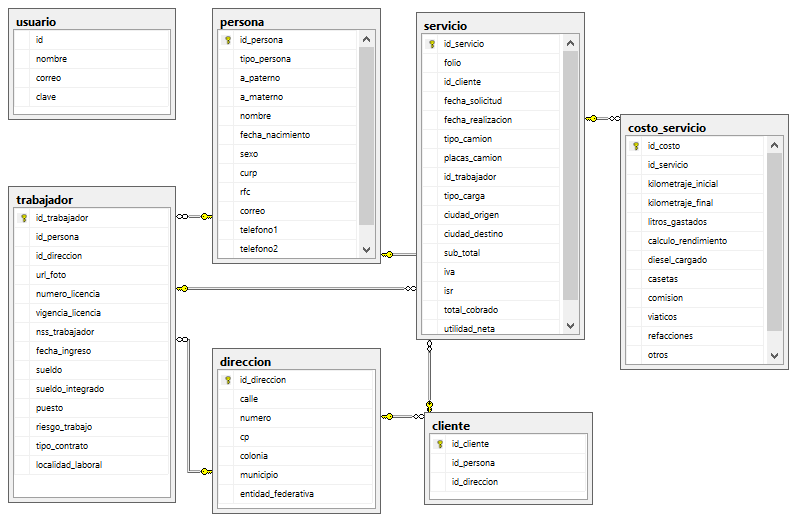 usuario
id
nombre
correo
clave
persona
id_persona
tipo_persona
a_paterno
a_materno
nombre
fecha_nacimiento
sexo
curp
rfc
correo
telefono1
telefono2
servicio
id_servicio
folio
id_cliente
fecha_solicitud
fecha_realizacion
tipo_camion
placas_camion
id_trabajador
tipo_carga
ciudad_origen
ciudad_destino
sub_total
iva
isr
total_cobrado
utilidad_neta
costo_servicio
id_costo
id_servicio
kilometraje_inicial
kilometraje_final
litros_gastados
calculo_rendimiento
diesel_cargado
casetas
comision
viaticos
refacciones
otros
trabajador
id_trabajador
id_persona
id_direccion
url_foto
numero_licencia
vigencia_licencia
nss_trabajador
fecha_ingreso
sueldo
sueldo_integrado
puesto
riesgo_trabajo
tipo_contrato
localidad_laboral
direccion
id_direccion
calle
numero
cp
colonia
municipio
entidad_federativa
cliente
id_cliente
id_persona
id_direccion